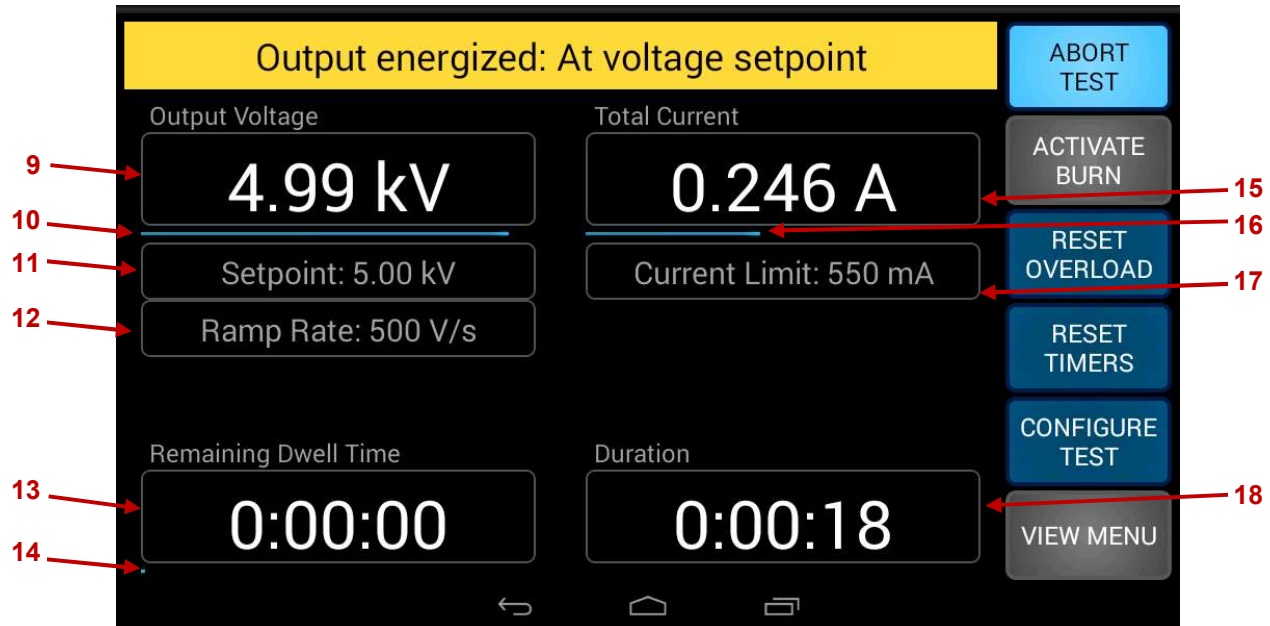 Output energized: At voltage setpoint
ABORT
TEST
Output Voltage
Total Current
ACTIVATE
BURN
9
4.99 kV
0.246 A
15
10
16
RESET
OVERLOAD
11
Setpoint: 5.00 kV
Current Limit: 550 mA
17
12
Ramp Rate: 500 V/s
RESET
TIMERS
CONFIGURE
TEST
Remaining Dwell Time
Duration
13
0:00:00
0:00:18
18
14
VIEW MENU